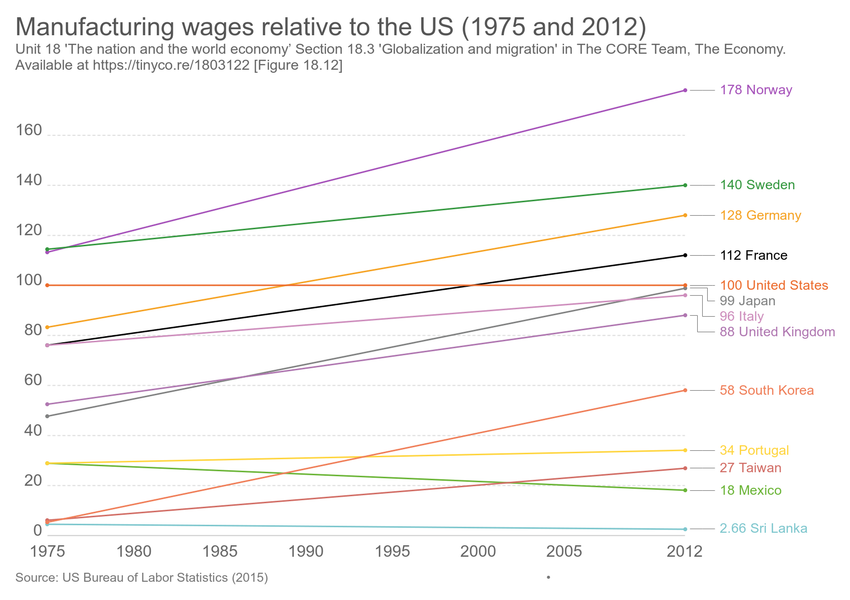 Manufacturing wages relative to the US (1975 and 2012)
Unit 18 'The nation and the world economy’ Section 18.3 'Globalization and migration' in The CORE Team, The Economy.
Available at https://tinyco.re/1803122 [Figure 18.12]
178 Norway
160
140
140 Sweden
128 Germany
120
112 France
100
100 United States
99 Japan
96 Italy
88 United Kingdom
80
60
58 South Korea
40
34 Portugal
27 Taiwan
20
18 Mexico
2.66 Sri Lanka
0
1975 1980 1985 1990 1995 2000 2005 2012
Source: US Bureau of Labor Statistics (2015)